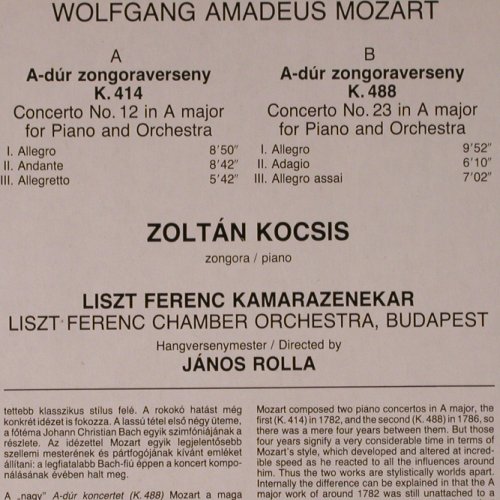 WOLFGANG AMADEUS MOZART
A
A-dúr zongoraverseny
K. 414
Concerto No. 12 in A major
for Piano and Orchestra
I. Allegro 8’50”
II. Andante 8’42”
III. Allegretto 5’42”
B
A-dúr zongoraverseny
K. 488
Concerto No. 23 in A major
for Piano and Orchestra
I. Allegro 9’52”
II. Adagio 6’10”
III. Allegro assai 7’02”
ZOLTÁN KOCSIS
zongora / piano
LISZT FERENC KAMARAZENEKAR
LISZT FERENC CHAMBER ORCHESTRA, BUDAPEST
Hangversenymester / Directed by
JÁNOS ROLLA
tettebb klasszikus stílus felé. A rokokó hatást még
konkrét idézet is fokozza. A lassú tétel első négy üteme,
a főtéma Johann Christian Bach egyik szimfóniájának a
részlete. Az idézettel Mozart egyik legjelentősebb
szellemi mesterének és pártfogójának kívánt emléket
állítani: a legfiatalabb Bach-fiú éppen a koncert kompo-
nálásának évében halt meg.
A „nagy” A-dúr koncertet (K. 488) Mozart a maga
Mozart composed two piano concertos in A major, the
first (K. 414) in 1782, and the second (K. 488) in 1786, so
there was a mere four years between them. But those
four years signify a very considerable time in terms of
Mozart's style, which developed and altered at incred-
ible speed as he reacted to all the influences around
him. Thus the two works are stylistically worlds apart.
Internally the difference can be explained in that the A
major work of around 1782 was still unattached to